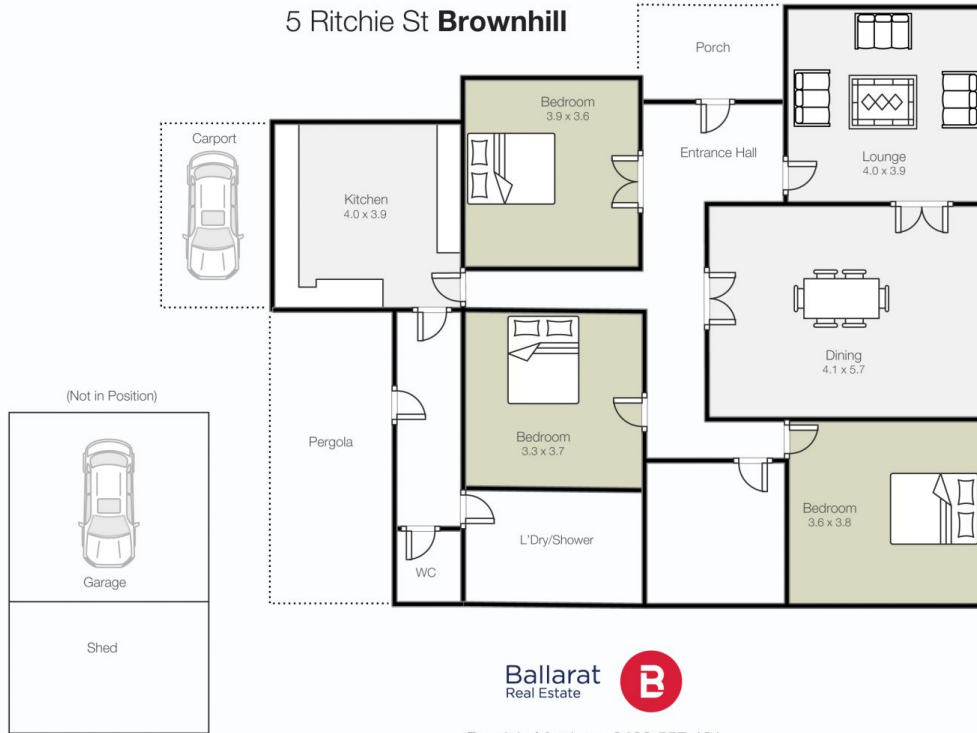 5 Ritchie St Brownhill
Porch
Bedroom
3.9 x 3.6
Carport
Entrance Hall
Lounge
4.0 x 3.9
Kitchen
4.0 x 3.9
Dining
4.1 x 5.7
(Not in Position)
Pergola
Bedroom
3.3 x 3.7
Bedroom
3.6 x 3.8
L'Dry/Shower
WC
Garage
Shed
Ballarat
Real Estate
B